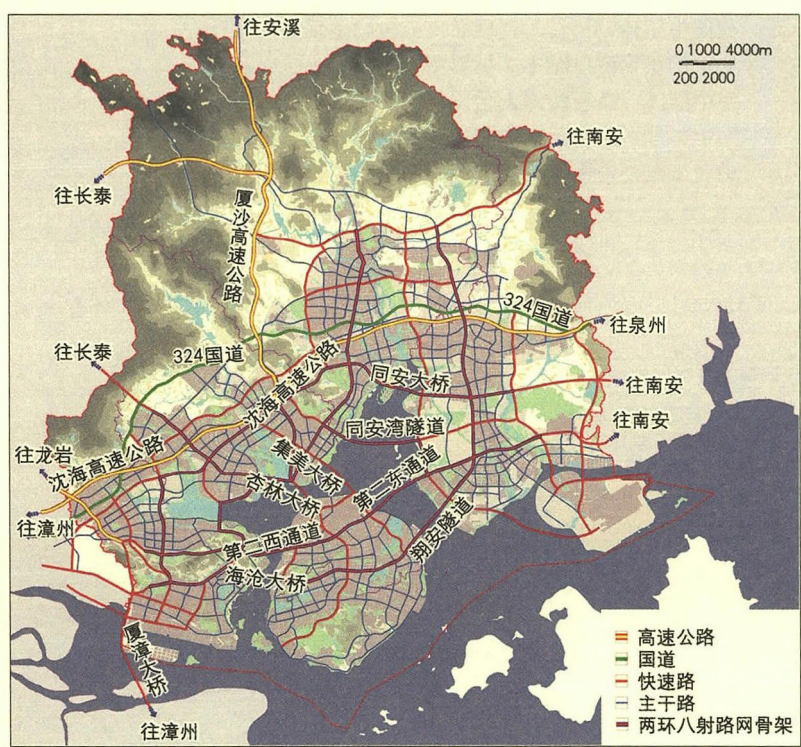 往安溪
0 1000 4000m
200 2000
往南安
往长泰
厦沙高速公路
324国道
往泉州
324国道
往长泰
沈海高速公路
同安大桥
往南安
往南安
同安湾隧道
往龙岩
沈海高速公路
集美大桥
杏林大桥
第二东通道
往漳州
第二西通道
翔安隧道
海沧大桥
厦漳大桥
往漳州
高速公路
国道
快速路
主干路
两环八射路网骨架